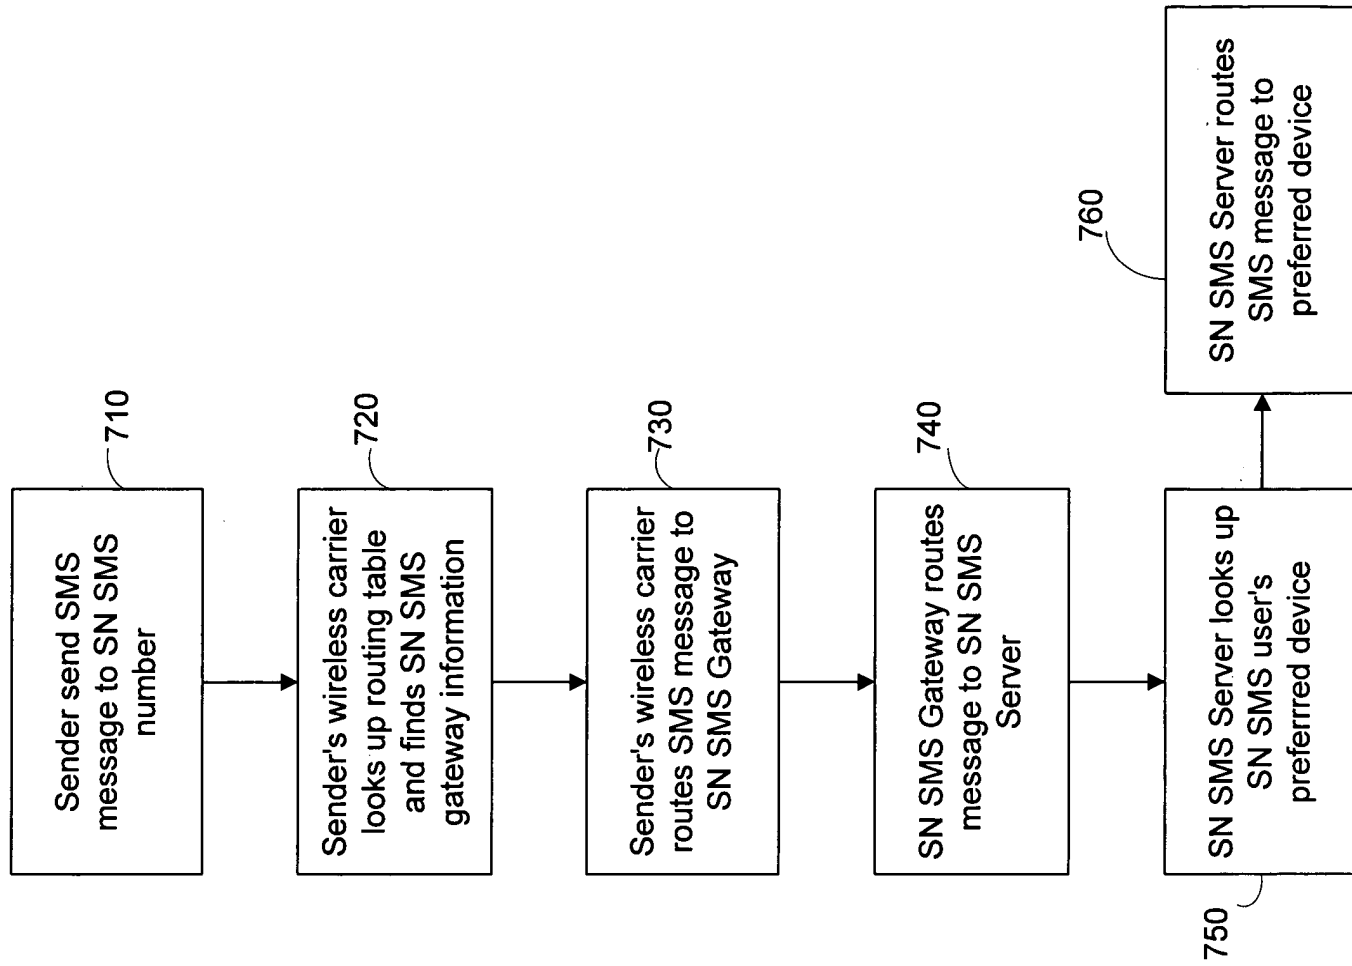 Sender send SMS
message to SN SMS
number
710
Sender's wireless carrier
looks up routing table
and finds SN SMS
gateway information
720
Sender's wireless carrier
routes SMS message to
SN SMS Gateway
730
SN SMS Gateway routes
message to SN SMS
Server
740
SN SMS Server looks up
SN SMS user's
preferrred device
750
SN SMS Server routes
SMS message to
preferred device
760